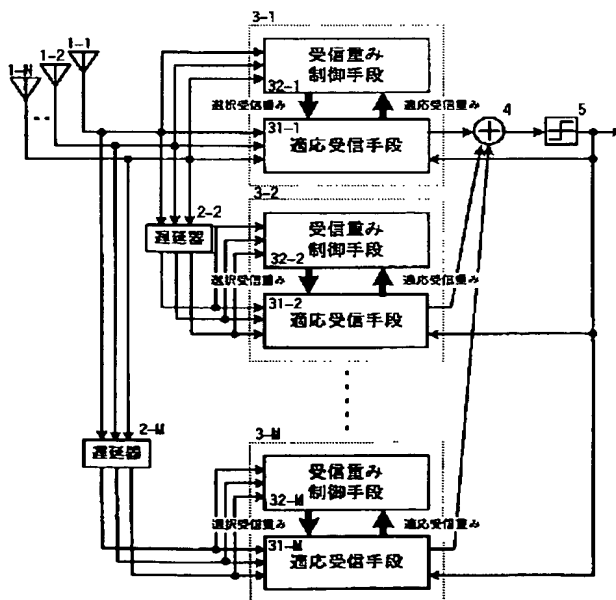 3-1
1-1
1-2
1-N
受信重み
制御手段
32-1
選択受信重み
適応受信重み
31-1
適応受信手段
4
5
3-2
2-2
遅延器
受信重み
制御手段
32-2
選択受信重み
適応受信重み
31-2
適応受信手段
2-M
遅延器
3-M
受信重み
制御手段
32-M
選択受信重み
適応受信重み
31-M
適応受信手段